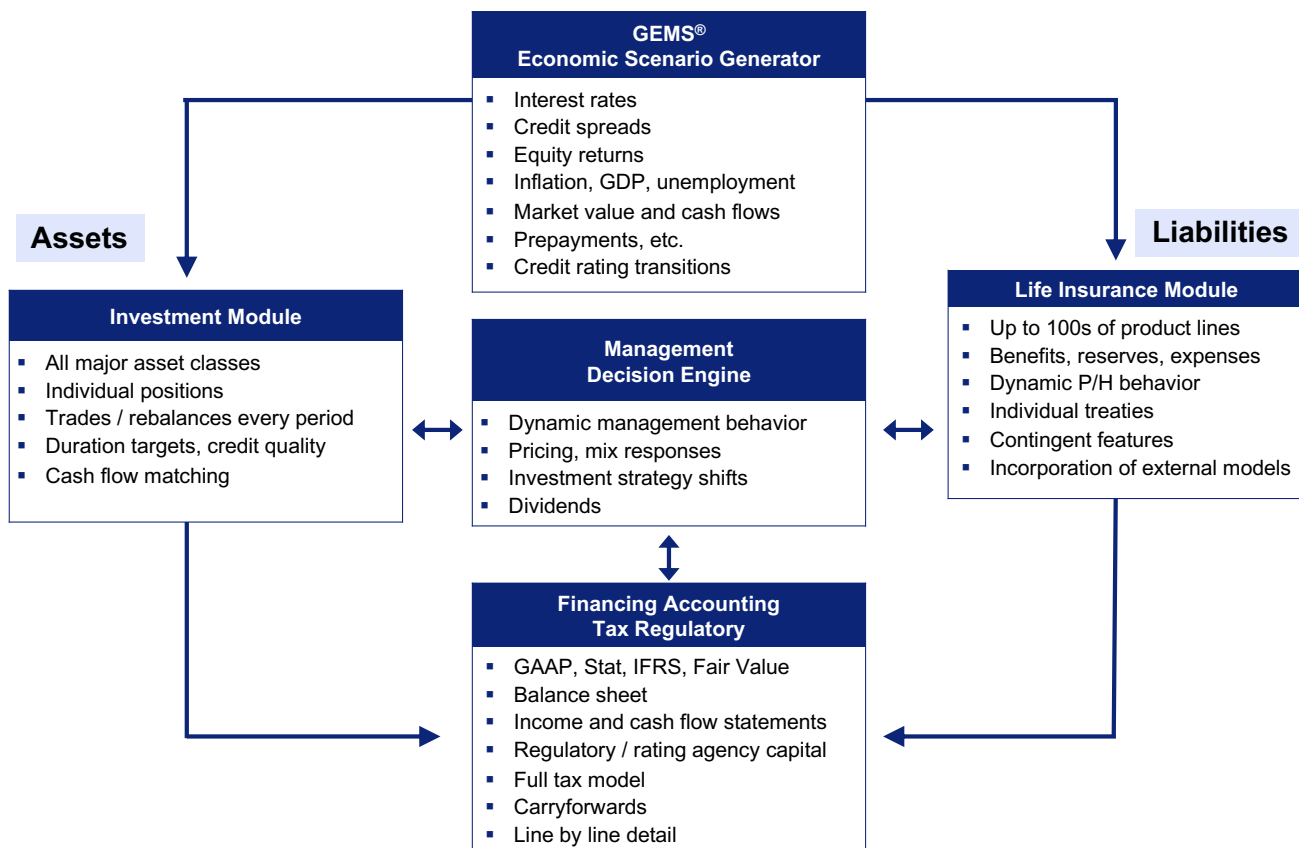 GEMS®
Economic Scenario Generator
▪ Interest rates
▪ Credit spreads
▪ Equity returns
▪ Inflation, GDP, unemployment
▪ Market value and cash flows
▪ Prepayments, etc.
▪ Credit rating transitions
Assets
Liabilities
Investment Module
▪ All major asset classes
▪ Individual positions
▪ Trades / rebalances every period
▪ Duration targets, credit quality
▪ Cash flow matching
Management
Decision Engine
▪ Dynamic management behavior
▪ Pricing, mix responses
▪ Investment strategy shifts
▪ Dividends
Life Insurance Module
▪ Up to 100s of product lines
▪ Benefits, reserves, expenses
▪ Dynamic P/H behavior
▪ Individual treaties
▪ Contingent features
▪ Incorporation of external models
Financing Accounting
Tax Regulatory
▪ GAAP, Stat, IFRS, Fair Value
▪ Balance sheet
▪ Income and cash flow statements
▪ Regulatory / rating agency capital
▪ Full tax model
▪ Carryforwards
▪ Line by line detail